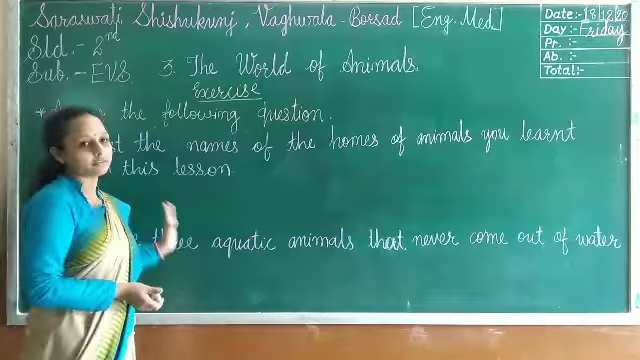 Saraswati Shishukunj, Vaghwala-Borsad [Eng. Med]
Date:- 18/12/20
Day:- Friday
Pr. :-
Ab. :-
Total:-
Std.- 2nd
Sub.- EVS
3. The World of Animals.
Exercise
the following question.
the names of the homes of animals you learnt
this lesson
three aquatic animals that never come out of water